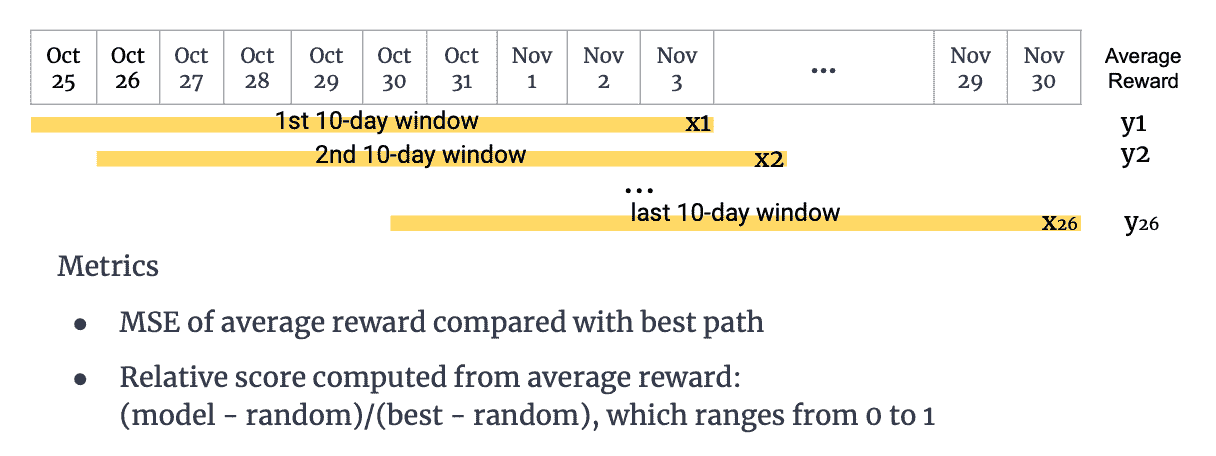 Oct Oct Oct Oct Oct Oct Oct Nov Nov Nov Nov Nov Average
25 26 27 28 29 30 31 1 2 3 ... 29 30 Reward
1st 10-day window x1 y1
2nd 10-day window x2 y2
...
last 10-day window x26 y26
Metrics
● MSE of average reward compared with best path
● Relative score computed from average reward:
(model - random)/(best - random), which ranges from 0 to 1